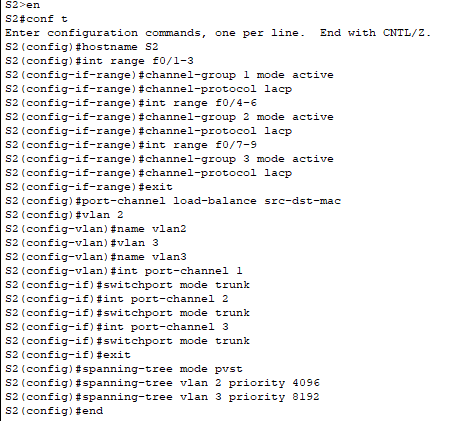 S2>en
S2#conf t
Enter configuration commands, one per line.  End with CNTL/Z.
S2(config)#hostname S2
S2(config)#int range f0/1-3
S2(config-if-range)#channel-group 1 mode active
S2(config-if-range)#channel-protocol lacp
S2(config-if-range)#int range f0/4-6
S2(config-if-range)#channel-group 2 mode active
S2(config-if-range)#channel-protocol lacp
S2(config-if-range)#int range f0/7-9
S2(config-if-range)#channel-group 3 mode active
S2(config-if-range)#channel-protocol lacp
S2(config-if-range)#exit
S2(config)#port-channel load-balance src-dst-mac
S2(config)#vlan 2
S2(config-vlan)#name vlan2
S2(config-vlan)#vlan 3
S2(config-vlan)#name vlan3
S2(config-vlan)#int port-channel 1
S2(config-if)#switchport mode trunk
S2(config-if)#int port-channel 2
S2(config-if)#switchport mode trunk
S2(config-if)#int port-channel 3
S2(config-if)#switchport mode trunk
S2(config-if)#exit
S2(config)#spanning-tree mode pvst
S2(config)#spanning-tree vlan 2 priority 4096
S2(config)#spanning-tree vlan 3 priority 8192
S2(config)#end